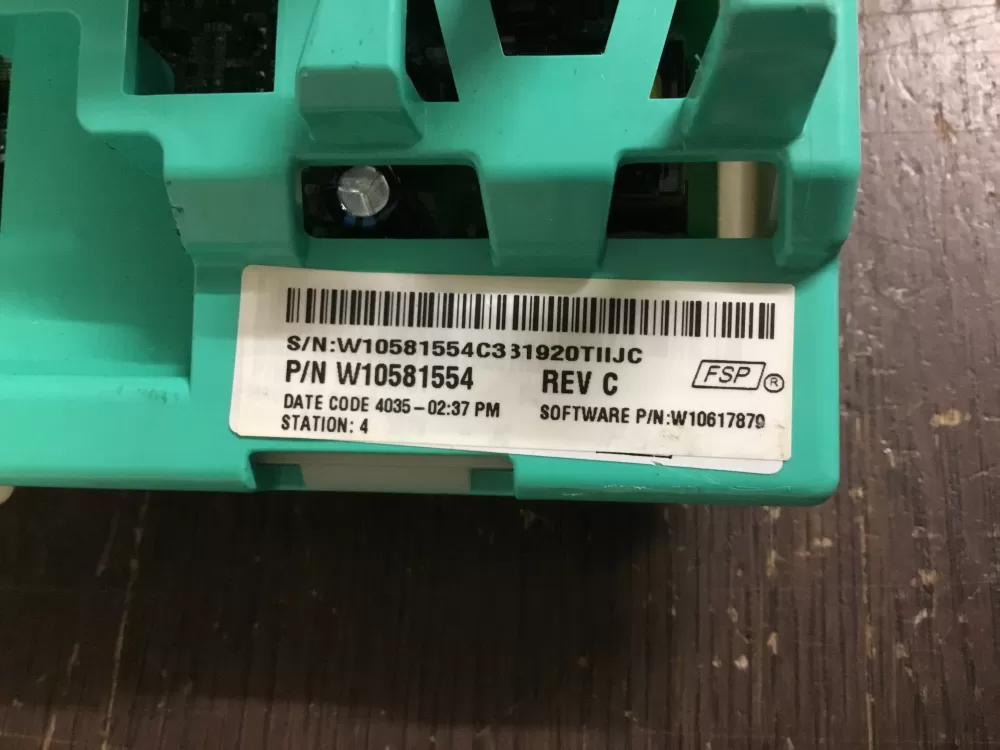 S/N:W10581554C331920TIIJC
P/N W10581554 REV C FSP ®
DATE CODE 4035-02:37 PM SOFTWARE P/N:W10617879
STATION: 4